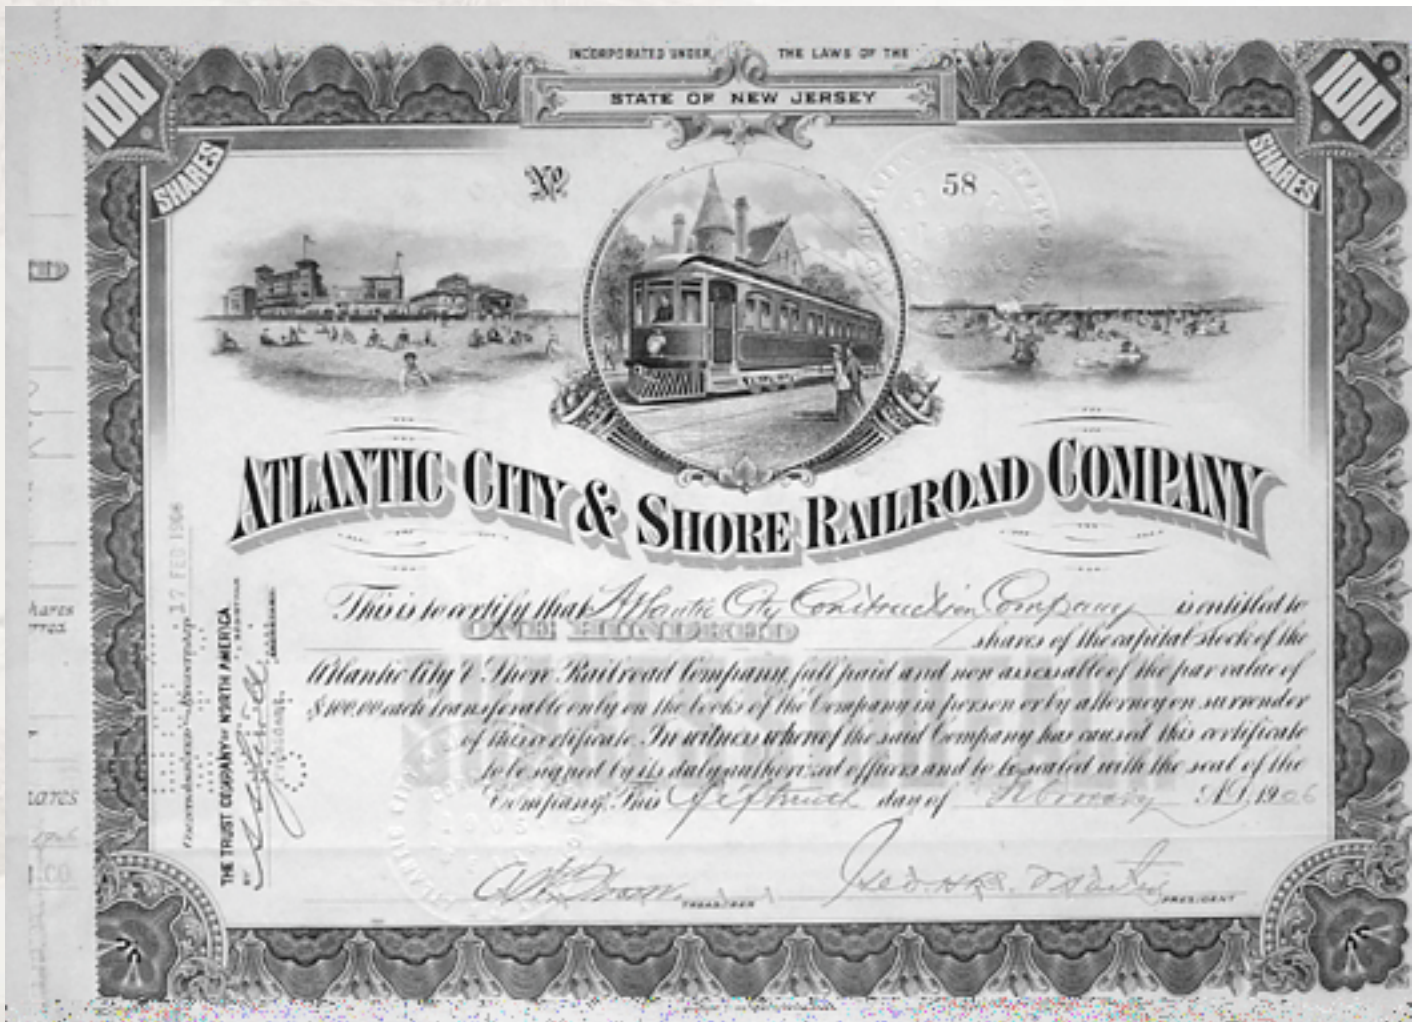 INCORPORATED UNDER THE LAWS OF THE
STATE OF NEW JERSEY
100 SHARES
100 SHARES
No 58
ATLANTIC CITY & SHORE RAILROAD COMPANY
This is to certify that Atlantic City Construction Company is entitled to
ONE HUNDRED shares of the capital stock of the
Atlantic City & Shore Railroad Company, full paid and non assessable of the par value of
$100.00 each transferable only on the books of the Company in person or by attorney on surrender
of this certificate. In witness whereof the said Company has caused this certificate
to be signed by its duly authorized officers and to be sealed with the seal of the
Company, this fifteenth day of February A.D. 1906
TREASURER
PRESIDENT
17 FEB 1906
THE TRUST COMPANY OF NORTH AMERICA
BY